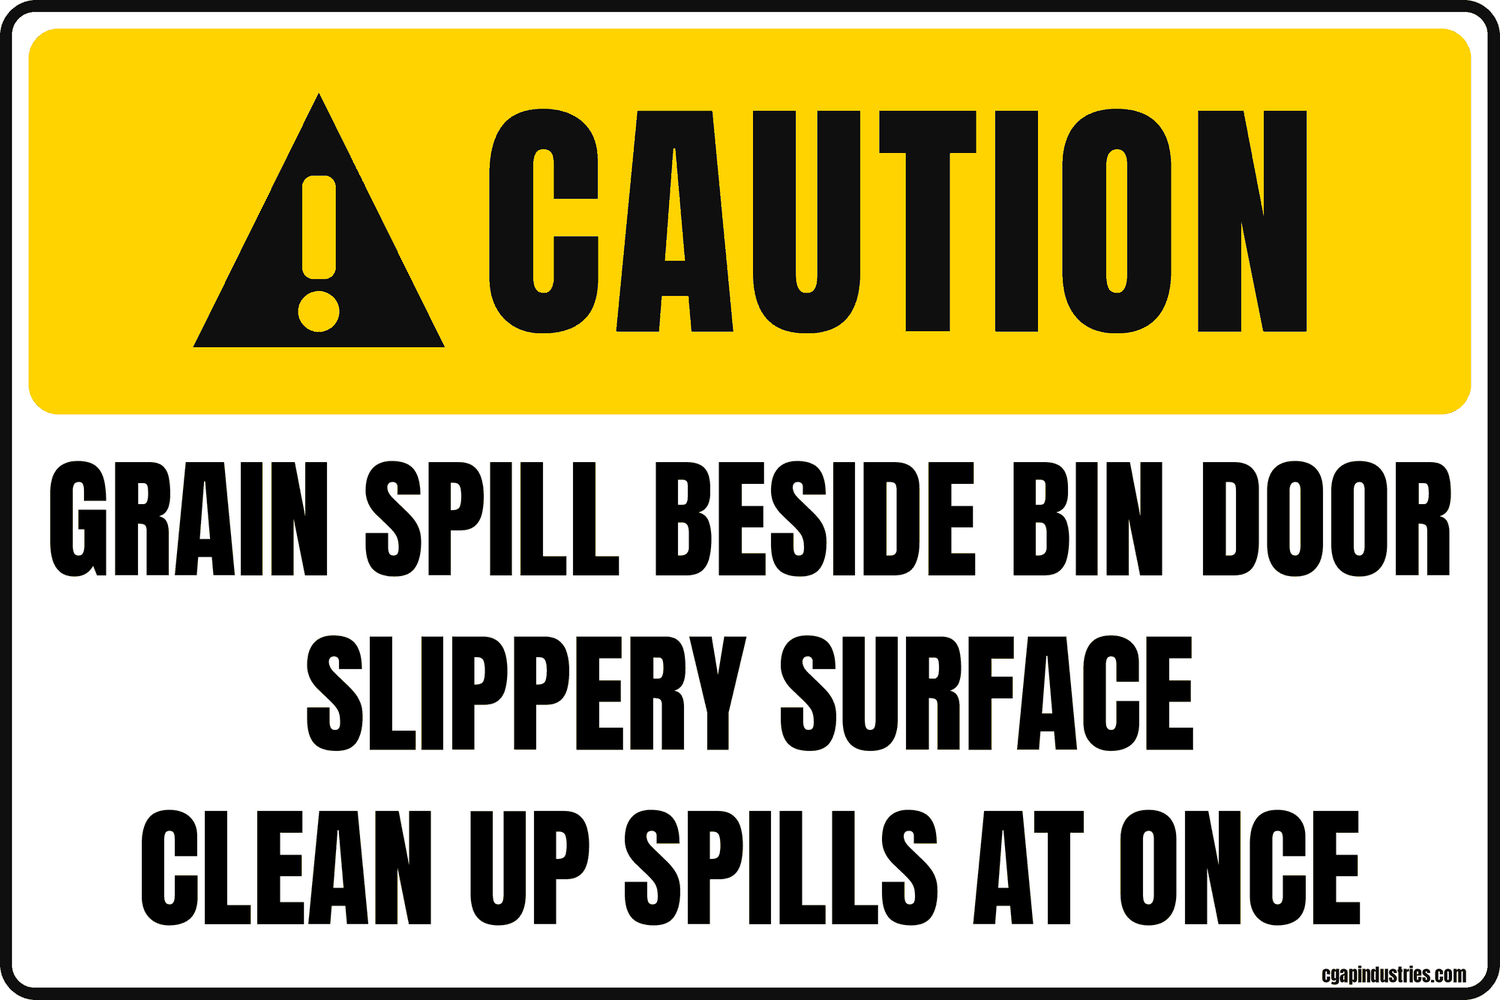 CAUTION
GRAIN SPILL BESIDE BIN DOOR
SLIPPERY SURFACE
CLEAN UP SPILLS AT ONCE
cgapindustries.com